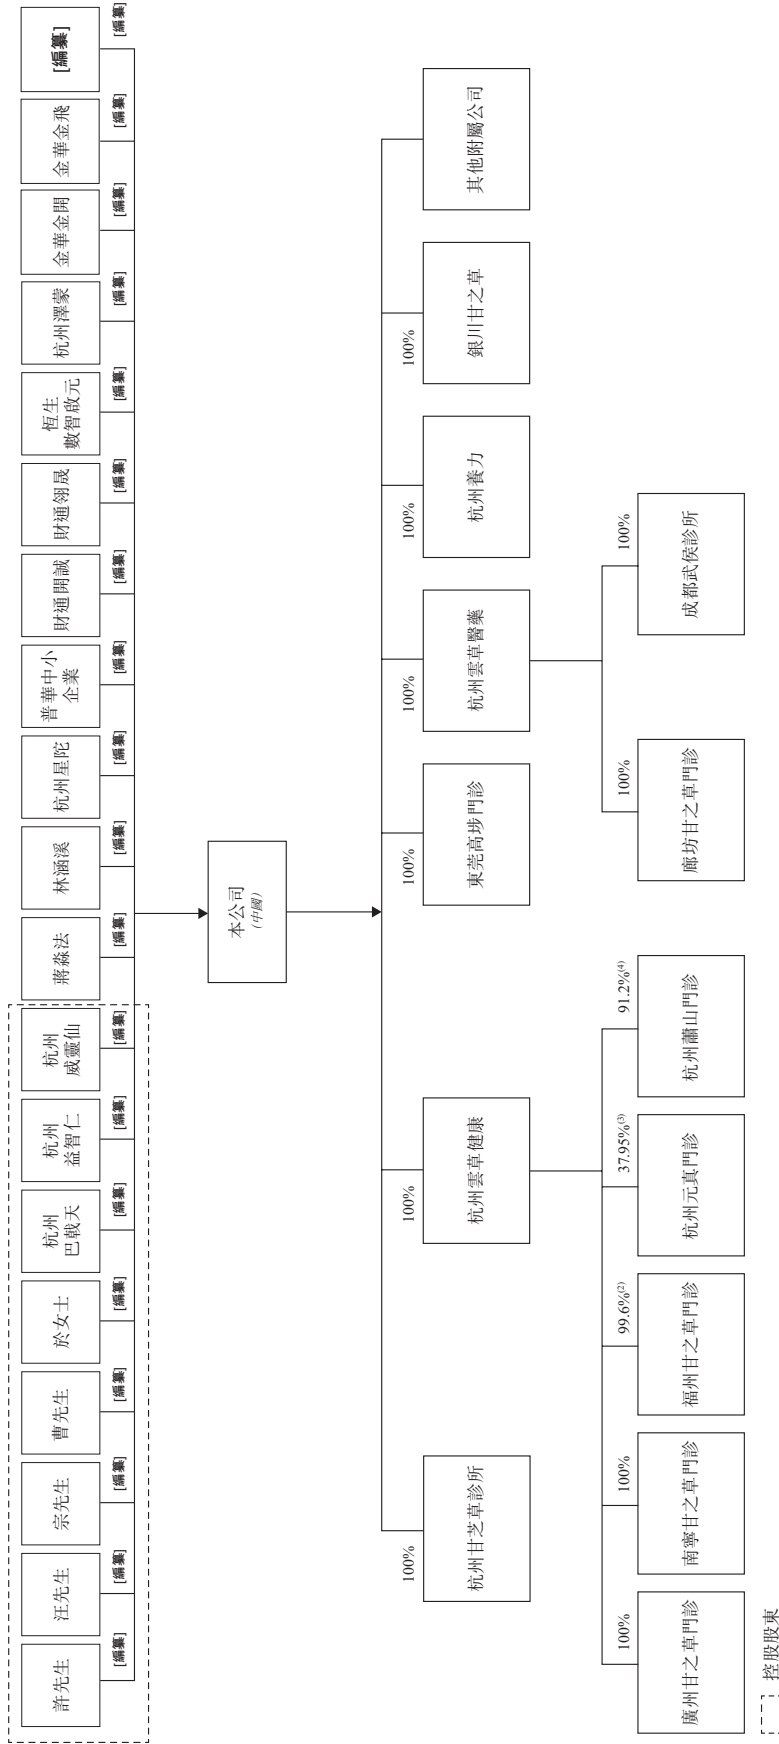 許先生
[編纂]
汪先生
[編纂]
宗先生
[編纂]
曹先生
[編纂]
於女士
[編纂]
杭州
巴戟天
[編纂]
杭州
益智仁
[編纂]
杭州
威靈仙
[編纂]
蔣淼法
[編纂]
林涵溪
[編纂]
杭州星陀
[編纂]
普華中小
企業
[編纂]
財通開誠
[編纂]
財通翎晟
[編纂]
恆生
數智啟元
[編纂]
杭州澤蒙
[編纂]
金華金開
[編纂]
金華金飛
[編纂]
[編纂]
[編纂]
本公司
(中國)
100%
杭州甘芝草診所
100%
杭州雲草健康
100%
東莞高埗門診
100%
杭州雲草醫藥
100%
杭州養力
100%
銀川甘之草
其他附屬公司
100%
廣州甘之草門診
100%
南寧甘之草門診
99.6%(2)
福州甘之草門診
37.95%(3)
杭州元真門診
91.2%(4)
杭州蕭山門診
100%
廊坊甘之草門診
100%
成都武侯診所
控股股東